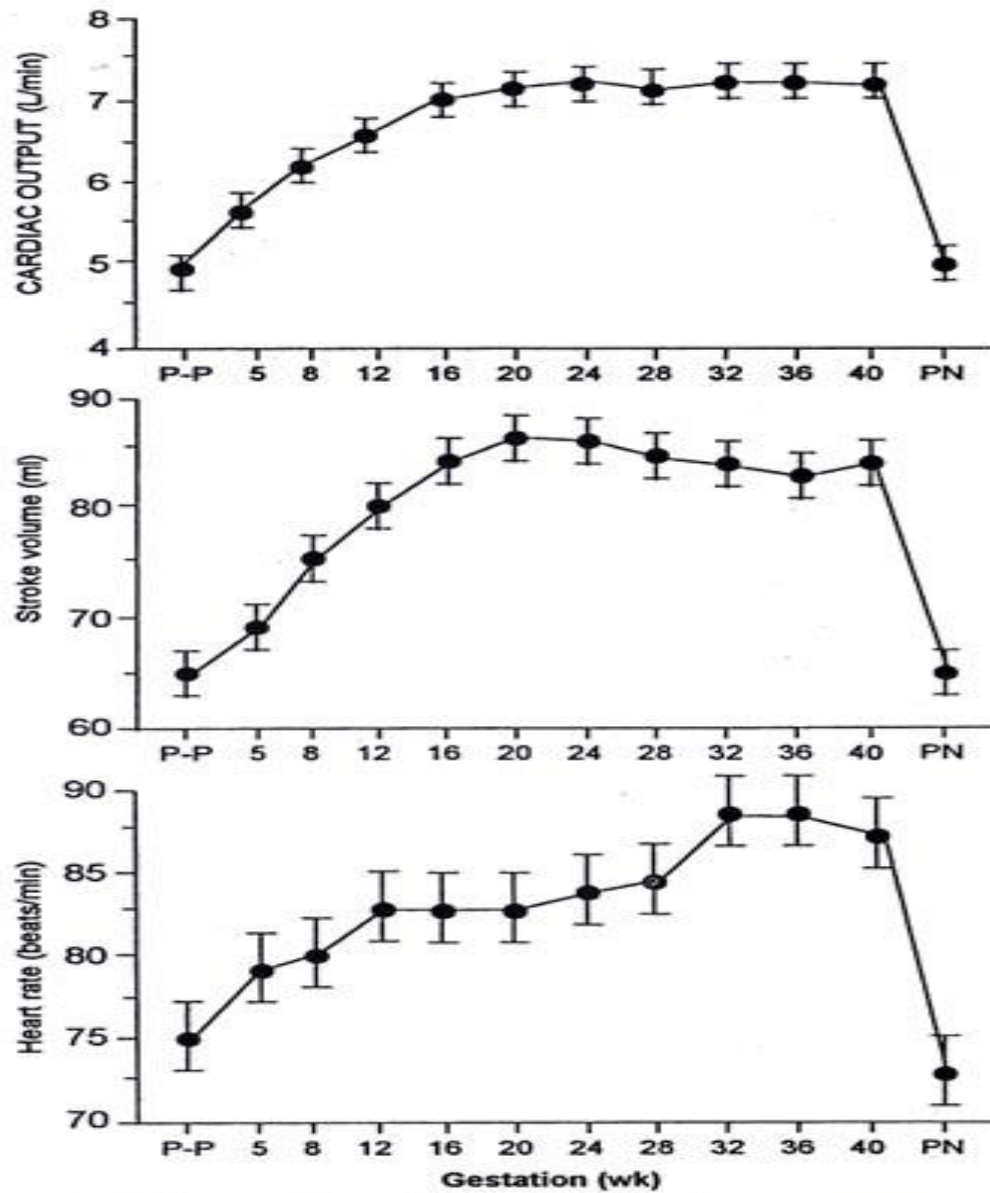 CARDIAC OUTPUT (L/min)
8
7
6
5
4
P-P 5 8 12 16 20 24 28 32 36 40 PN
Stroke volume (ml)
90
80
70
60
P-P 5 8 12 16 20 24 28 32 36 40 PN
Heart rate (beats/min)
90
85
80
75
70
P-P 5 8 12 16 20 24 28 32 36 40 PN
Gestation (wk)